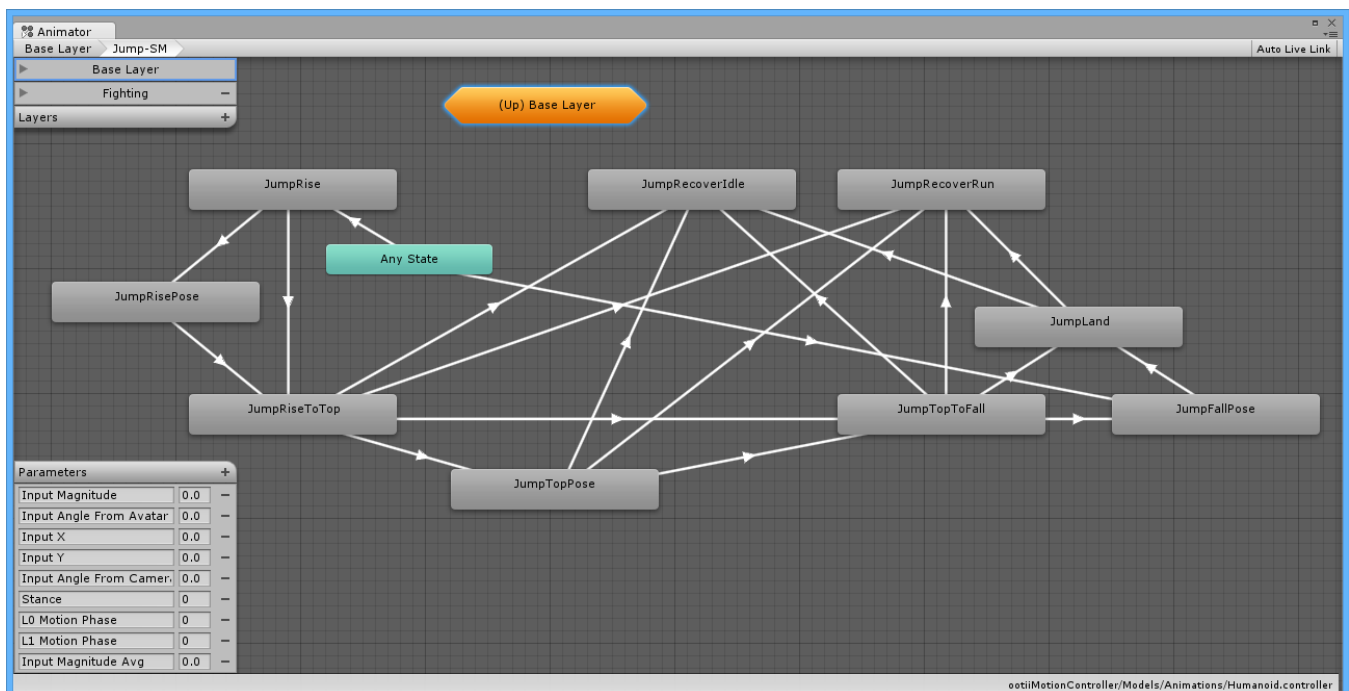 Animator
Base Layer
Jump-SM
Auto Live Link
Base Layer
Fighting
Layers
(Up) Base Layer
JumpRise
JumpRecoverIdle
JumpRecoverRun
Any State
JumpRisePose
JumpLand
JumpRiseToTop
JumpTopToFall
JumpFallPose
JumpTopPose
Parameters
Input Magnitude 0.0
Input Angle From Avatar 0.0
Input X 0.0
Input Y 0.0
Input Angle From Camer 0.0
Stance 0
L0 Motion Phase 0
L1 Motion Phase 0
Input Magnitude Avg 0.0
ootiiMotionController/Models/Animations/Humanoid.controller